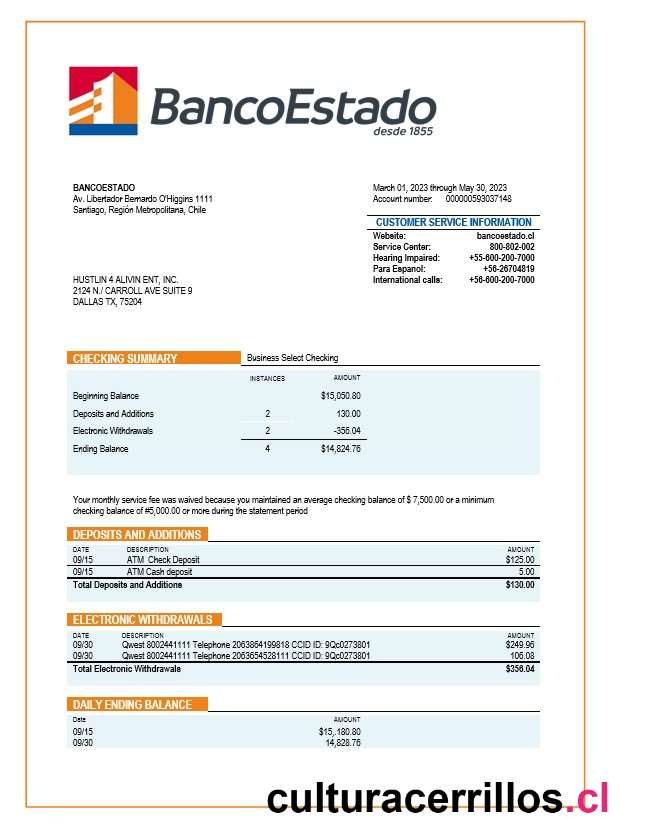 BancoEstado
desde 1855
BANCOESTADO
Av. Libertador Bernardo O'Higgins 1111
Santiago, Región Metropolitana, Chile
March 01, 2023 through May 30, 2023
Account number: 000000593037148
CUSTOMER SERVICE INFORMATION
Website: bancoestado.cl
Service Center: 800-802-002
Hearing Impaired: +55-600-200-7000
Para Espanol: +56-26704819
International calls: +56-600-200-7000
HUSTLIN 4 ALIVIN ENT, INC.
2124 N./ CARROLL AVE SUITE 9
DALLAS TX, 75204
CHECKING SUMMARY Business Select Checking
INSTANCES AMOUNT
Beginning Balance $15,050.80
Deposits and Additions 2 130.00
Electronic Withdrawals 2 -356.04
Ending Balance 4 $14,824.76
Your monthly service fee was waived because you maintained an average checking balance of $ 7,500.00 or a minimum
checking balance of #5,000.00 or more during the statement period
DEPOSITS AND ADDITIONS
DATE DESCRIPTION AMOUNT
09/15 ATM Check Deposit $125.00
09/15 ATM Cash deposit 5.00
Total Deposits and Additions $130.00
ELECTRONIC WITHDRAWALS
DATE DESCRIPTION AMOUNT
09/30 Qwest 8002441111 Telephone 2063864199818 CCID ID: 9Qc0273801 $249.96
09/30 Qwest 8002441111 Telephone 2063654528111 CCID ID: 9Qc0273801 106.08
Total Electronic Withdrawals $356.04
DAILY ENDING BALANCE
Date AMOUNT
09/15 $15,.180.80
09/30 14,828.76
culturacerrillos.cl